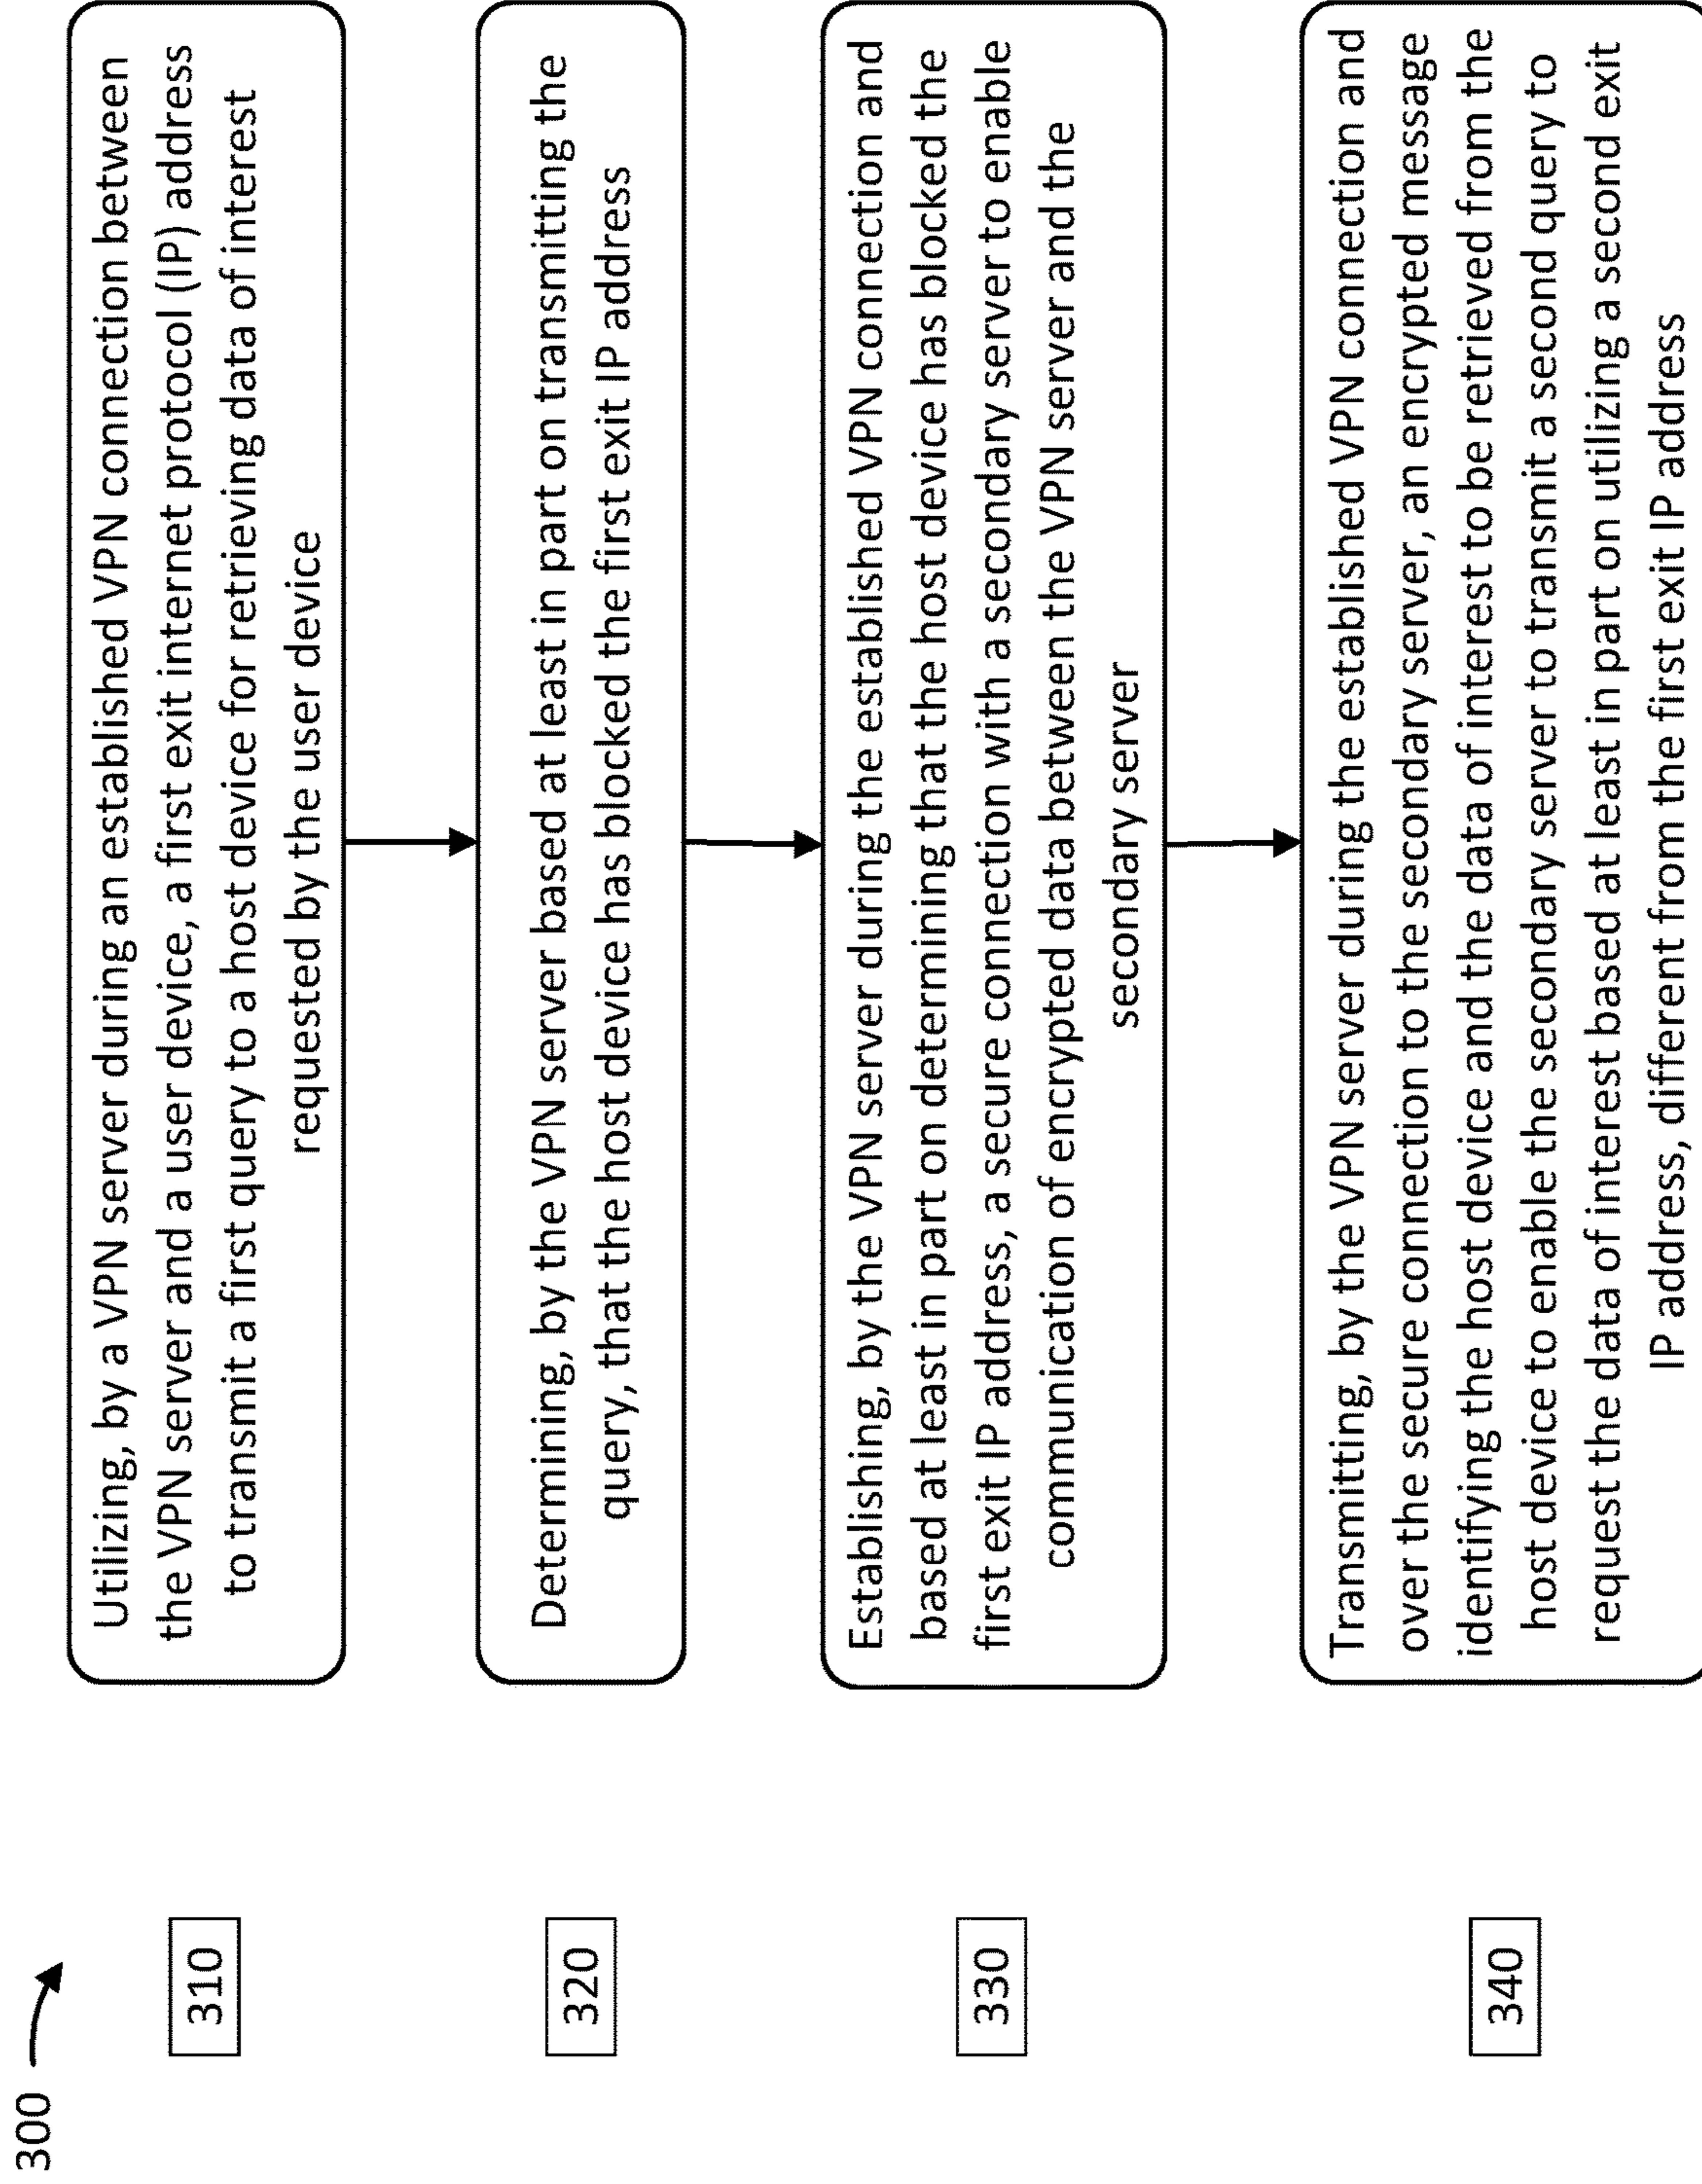 300
310
Utilizing, by a VPN server during an established VPN connection between
the VPN server and a user device, a first exit internet protocol (IP) address
to transmit a first query to a host device for retrieving data of interest
requested by the user device
320
Determining, by the VPN server based at least in part on transmitting the
query, that the host device has blocked the first exit IP address
330
Establishing, by the VPN server during the established VPN connection and
based at least in part on determining that the host device has blocked the
first exit IP address, a secure connection with a secondary server to enable
communication of encrypted data between the VPN server and the
secondary server
340
Transmitting, by the VPN server during the established VPN connection and
over the secure connection to the secondary server, an encrypted message
identifying the host device and the data of interest to be retrieved from the
host device to enable the secondary server to transmit a second query to
request the data of interest based at least in part on utilizing a second exit
IP address, different from the first exit IP address